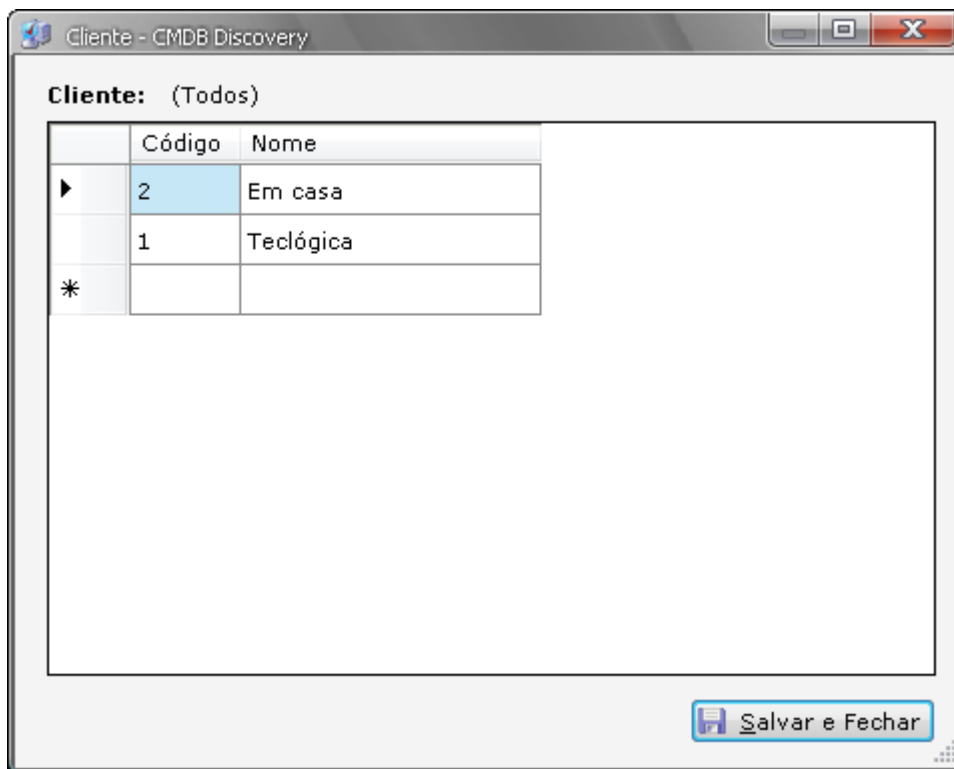 Cliente - CMDB Discovery
Cliente: (Todos)
Código Nome
2 Em casa
1 Teclógica
Salvar e Fechar